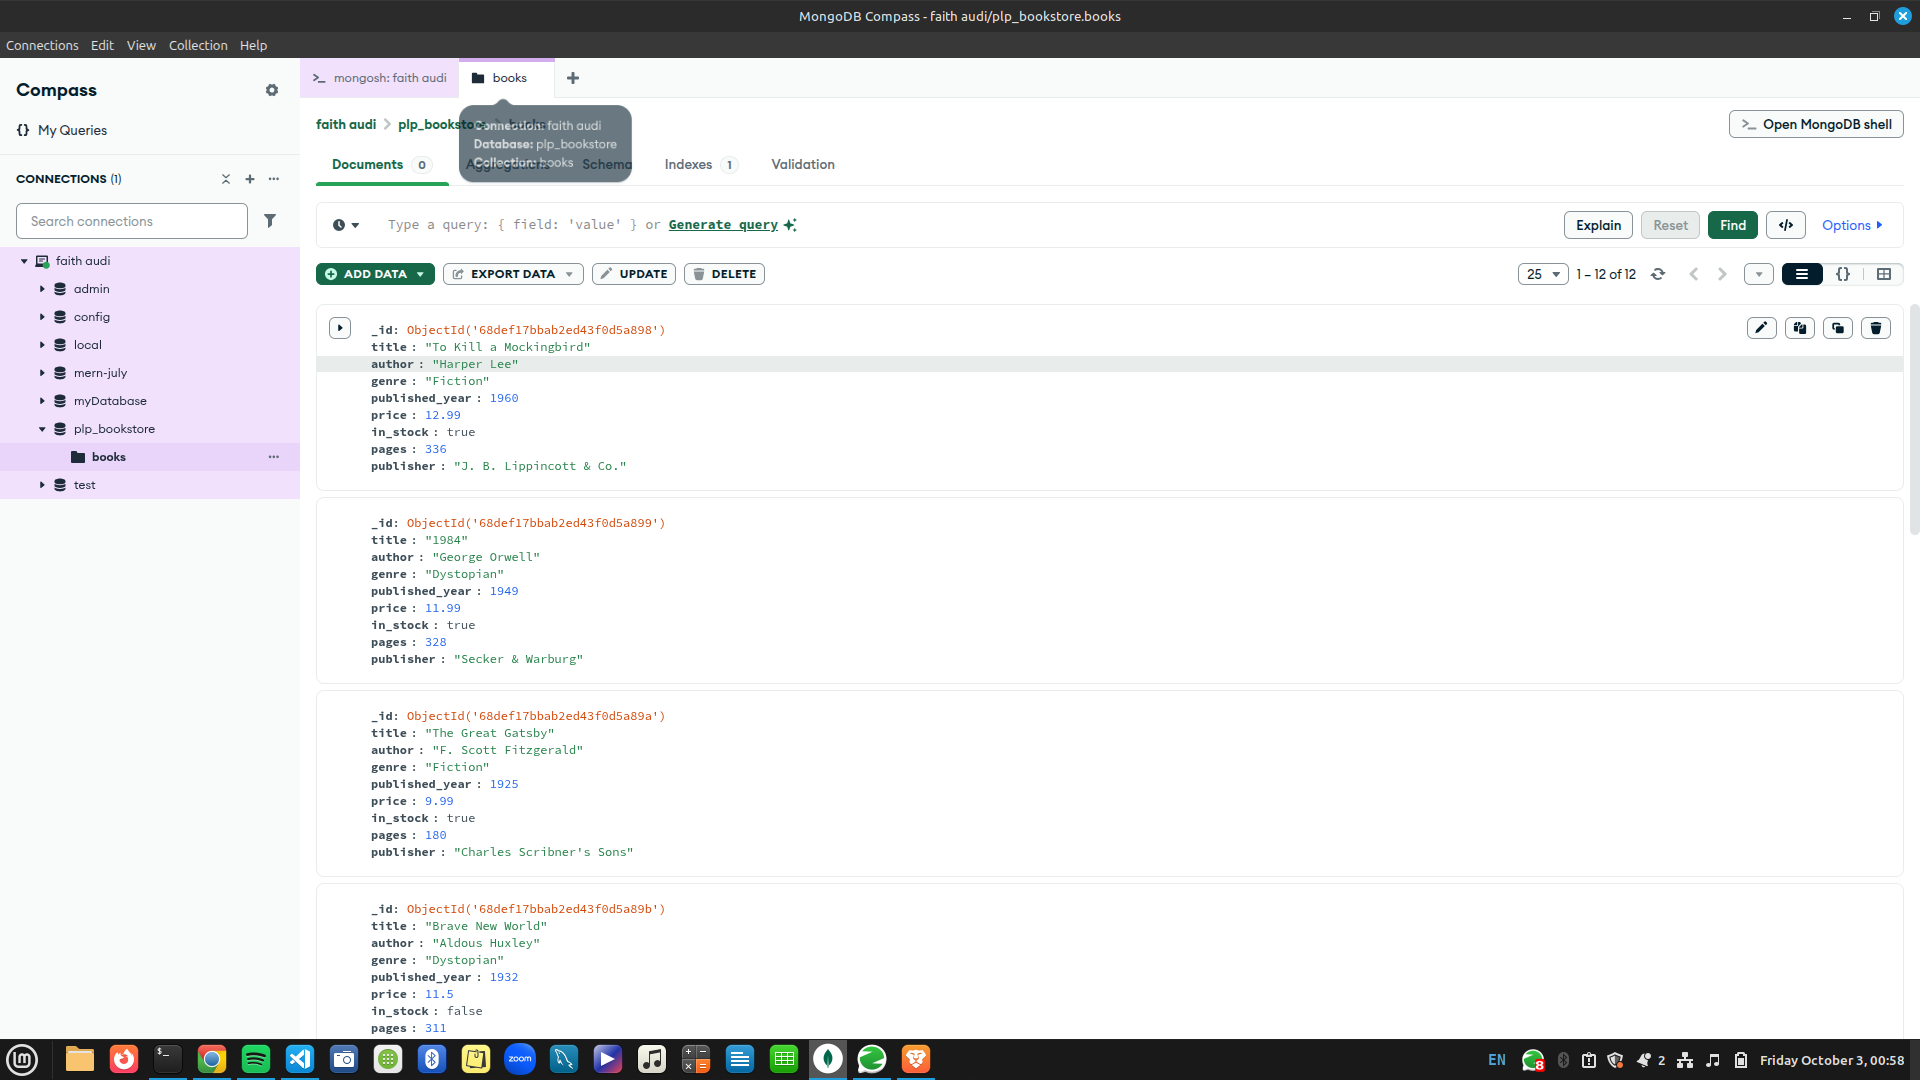 MongoDB Compass - faith audi/plp_bookstore.books
Connections Edit View Collection Help
Compass
{} My Queries
CONNECTIONS (1)
Search connections
faith audi
admin
config
local
mern-july
myDatabase
plp_bookstore
books
test
>_ mongosh: faith audi
books
faith audi > plp_bookstore > books
Connection: faith audi
Database: plp_bookstore
Collection: books
>_ Open MongoDB shell
Documents 0 Aggregations Schema Indexes 1 Validation
Type a query: { field: 'value' } or Generate query
Explain Reset Find </> Options
ADD DATA EXPORT DATA UPDATE DELETE
25 1 – 12 of 12 {}
_id: ObjectId('68def17bbab2ed43f0d5a898')
title : "To Kill a Mockingbird"
author : "Harper Lee"
genre : "Fiction"
published_year : 1960
price : 12.99
in_stock : true
pages : 336
publisher : "J. B. Lippincott & Co."
_id: ObjectId('68def17bbab2ed43f0d5a899')
title : "1984"
author : "George Orwell"
genre : "Dystopian"
published_year : 1949
price : 11.99
in_stock : true
pages : 328
publisher : "Secker & Warburg"
_id: ObjectId('68def17bbab2ed43f0d5a89a')
title : "The Great Gatsby"
author : "F. Scott Fitzgerald"
genre : "Fiction"
published_year : 1925
price : 9.99
in_stock : true
pages : 180
publisher : "Charles Scribner's Sons"
_id: ObjectId('68def17bbab2ed43f0d5a89b')
title : "Brave New World"
author : "Aldous Huxley"
genre : "Dystopian"
published_year : 1932
price : 11.5
in_stock : false
pages : 311
zoom
EN 8 2 Friday October 3, 00:58